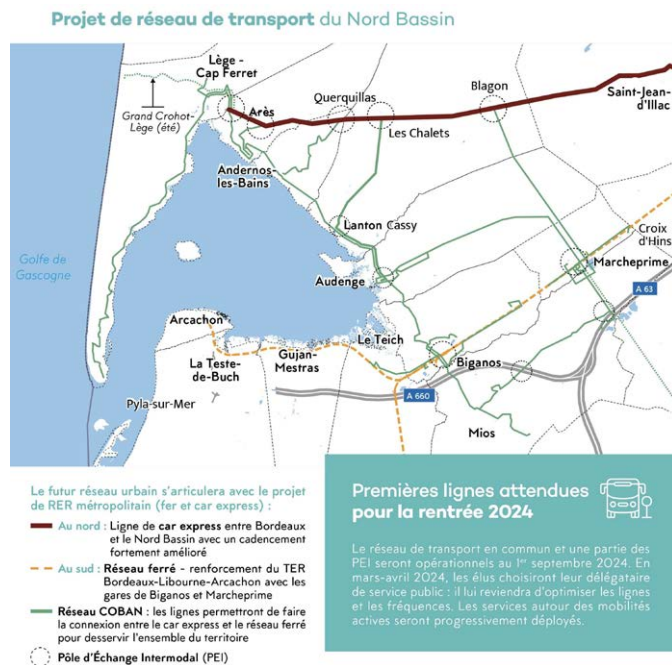 Projet de réseau de transport du Nord Bassin
Lège -
Cap Ferret
Grand Crohot-
Lège (été)
Arès
Querquillas
Les Chalets
Blagon
Saint-Jean-
d'Illac
Andernos-
les-Bains
Lanton Cassy
Croix
d'Hins
Marcheprime
Golfe de
Gascogne
Audenge
A 63
Arcachon
Le Teich
La Teste-
de-Buch
Gujan-
Mestras
Biganos
Pyla-sur-Mer
A 660
Mios
Le futur réseau urbain s'articulera avec le projet
de RER métropolitain (fer et car express) :
Au nord : Ligne de car express entre Bordeaux
et le Nord Bassin avec un cadencement
fortement amélioré
Au sud : Réseau ferré - renforcement du TER
Bordeaux-Libourne-Arcachon avec les
gares de Biganos et Marcheprime
Réseau COBAN : les lignes permettront de faire
la connexion entre le car express et le réseau ferré
pour desservir l'ensemble du territoire
Pôle d'Échange Intermodal (PEI)
Premières lignes attendues
pour la rentrée 2024
Le réseau de transport en commun et une partie des
PEI seront opérationnels au 1er septembre 2024. En
mars-avril 2024, les élus choisiront leur délégataire
de service public : il lui reviendra d'optimiser les lignes
et les fréquences. Les services autour des mobilités
actives seront progressivement déployés.